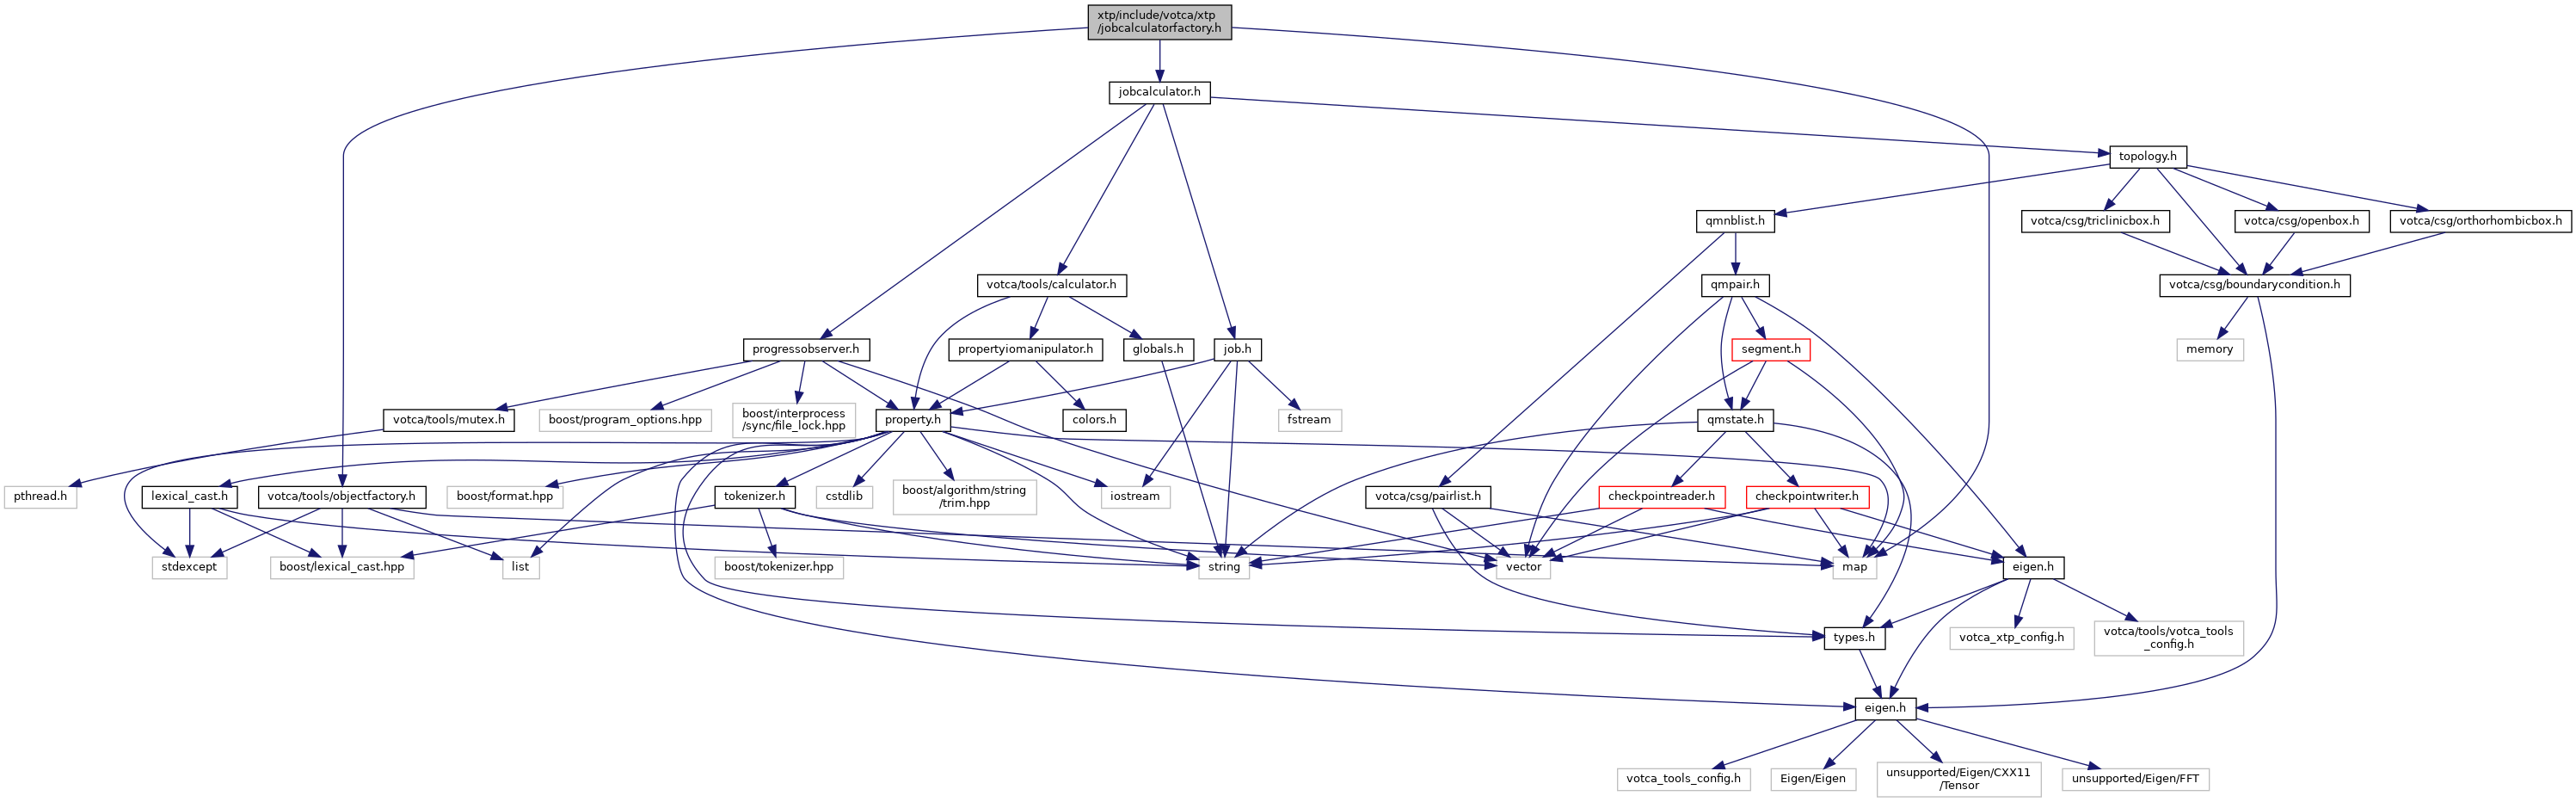 xtp/include/votca/xtp
/jobcalculatorfactory.h
jobcalculator.h
topology.h
qmnblist.h
votca/csg/triclinicbox.h
votca/csg/openbox.h
votca/csg/orthorhombicbox.h
votca/tools/calculator.h
qmpair.h
votca/csg/boundarycondition.h
progressobserver.h
propertyiomanipulator.h
globals.h
job.h
segment.h
memory
votca/tools/mutex.h
boost/program_options.hpp
boost/interprocess
/sync/file_lock.hpp
property.h
colors.h
fstream
qmstate.h
pthread.h
lexical_cast.h
votca/tools/objectfactory.h
boost/format.hpp
tokenizer.h
cstdlib
boost/algorithm/string
/trim.hpp
iostream
votca/csg/pairlist.h
checkpointreader.h
checkpointwriter.h
stdexcept
boost/lexical_cast.hpp
list
boost/tokenizer.hpp
string
vector
map
eigen.h
types.h
votca_xtp_config.h
votca/tools/votca_tools
_config.h
eigen.h
votca_tools_config.h
Eigen/Eigen
unsupported/Eigen/CXX11
/Tensor
unsupported/Eigen/FFT